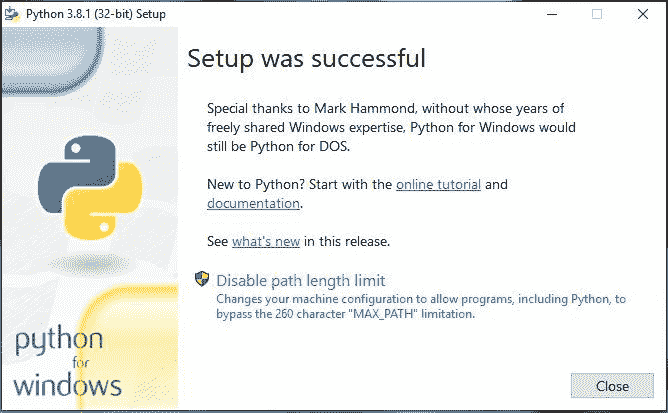 Python 3.8.1 (32-bit) Setup
Setup was successful
Special thanks to Mark Hammond, without whose years of
freely shared Windows expertise, Python for Windows would
still be Python for DOS.
New to Python? Start with the online tutorial and
documentation.
See what's new in this release.
Disable path length limit
Changes your machine configuration to allow programs, including Python, to
bypass the 260 character "MAX_PATH" limitation.
python
for
windows
Close